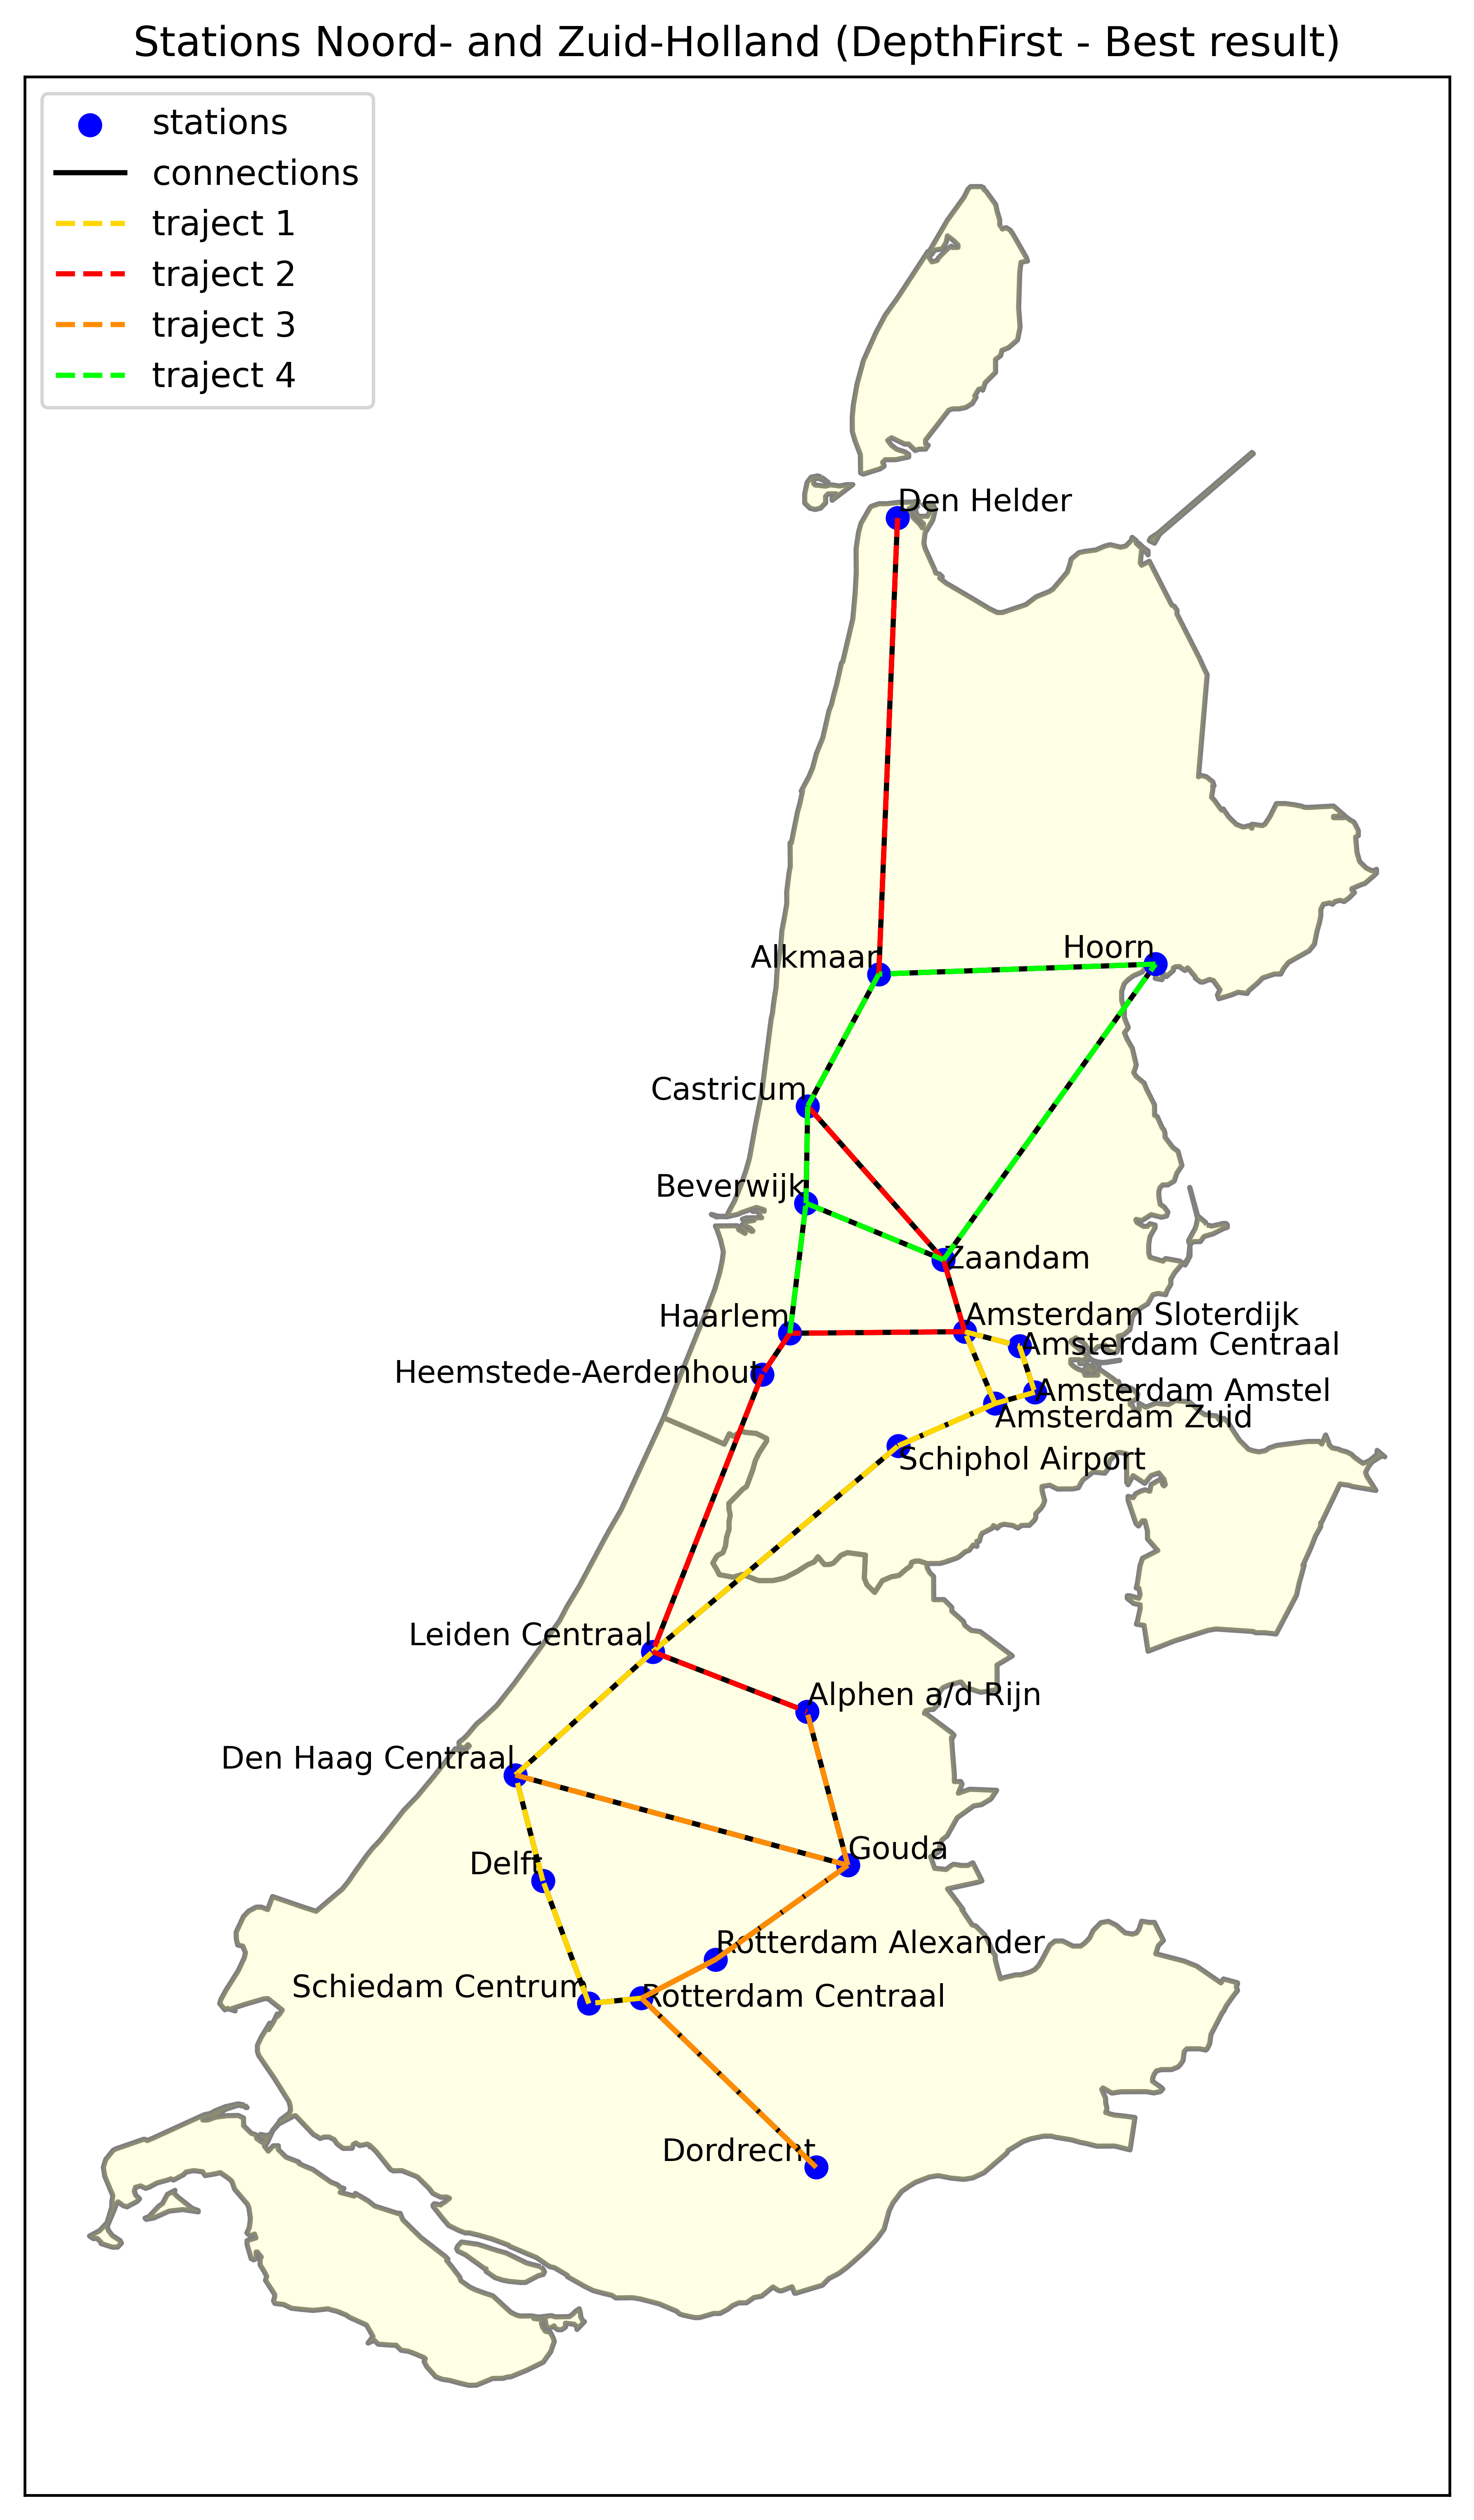 Stations Noord- and Zuid-Holland (DepthFirst - Best result)
stations
connections
traject 1
traject 2
traject 3
traject 4
Den Helder
Hoorn
Alkmaar
Castricum
Beverwijk
Zaandam
Haarlem
Amsterdam Sloterdijk
Amsterdam Centraal
Heemstede-Aerdenhout
Amsterdam Amstel
Amsterdam Zuid
Schiphol Airport
Leiden Centraal
Alphen a/d Rijn
Den Haag Centraal
Gouda
Delft
Rotterdam Alexander
Schiedam Centrum
Rotterdam Centraal
Dordrecht